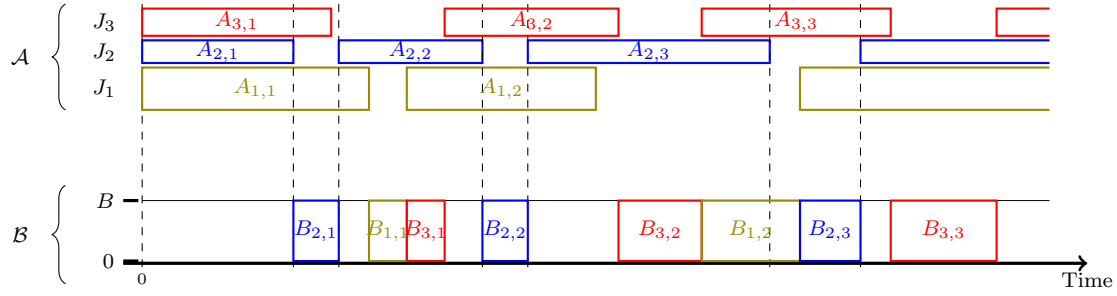 J3 A3,1 A3,2 A3,3
𝒜 J2 A2,1 A2,2 A2,3
J1 A1,1 A1,2
B
ℬ B2,1 B1,1 B3,1 B2,2 B3,2 B1,2 B2,3 B3,3
0
0 Time